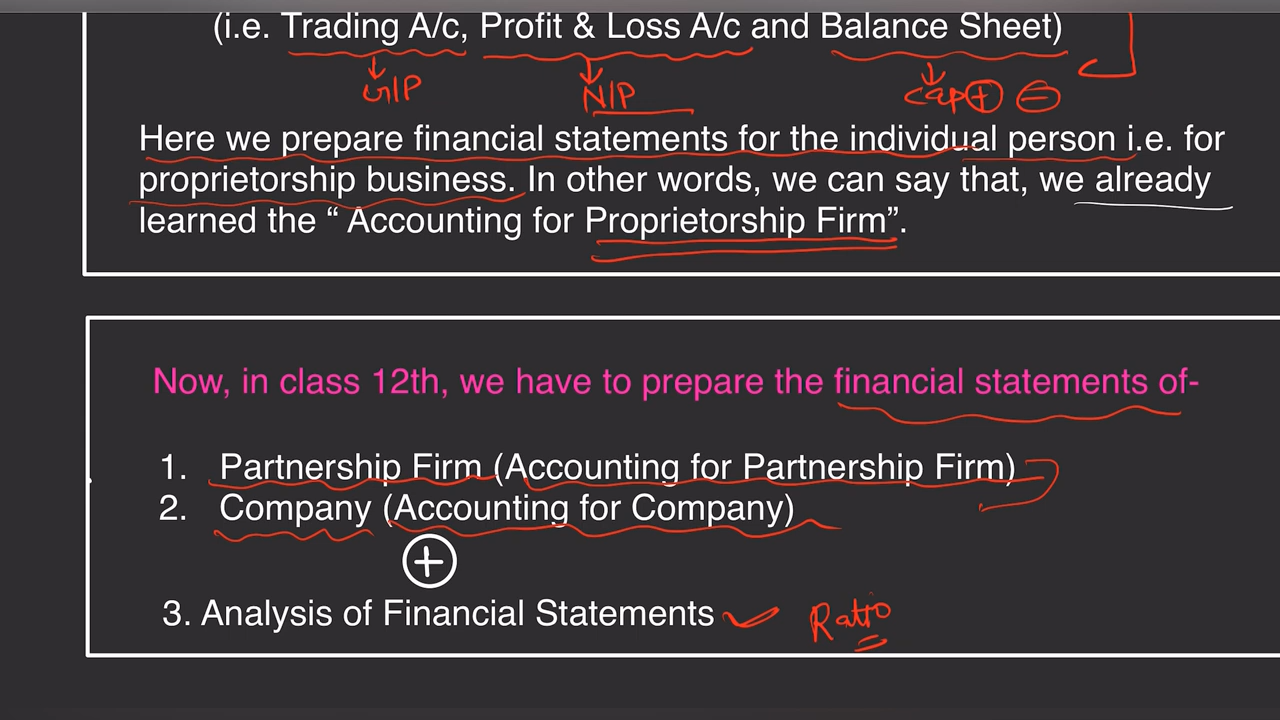 (i.e. Trading A/c, Profit & Loss A/c and Balance Sheet)
G/P N/P Cap + −
Here we prepare financial statements for the individual person i.e. for
proprietorship business. In other words, we can say that, we already
learned the “ Accounting for Proprietorship Firm”.
Now, in class 12th, we have to prepare the financial statements of-
1. Partnership Firm (Accounting for Partnership Firm)
2. Company (Accounting for Company)
+
3. Analysis of Financial Statements Ratio